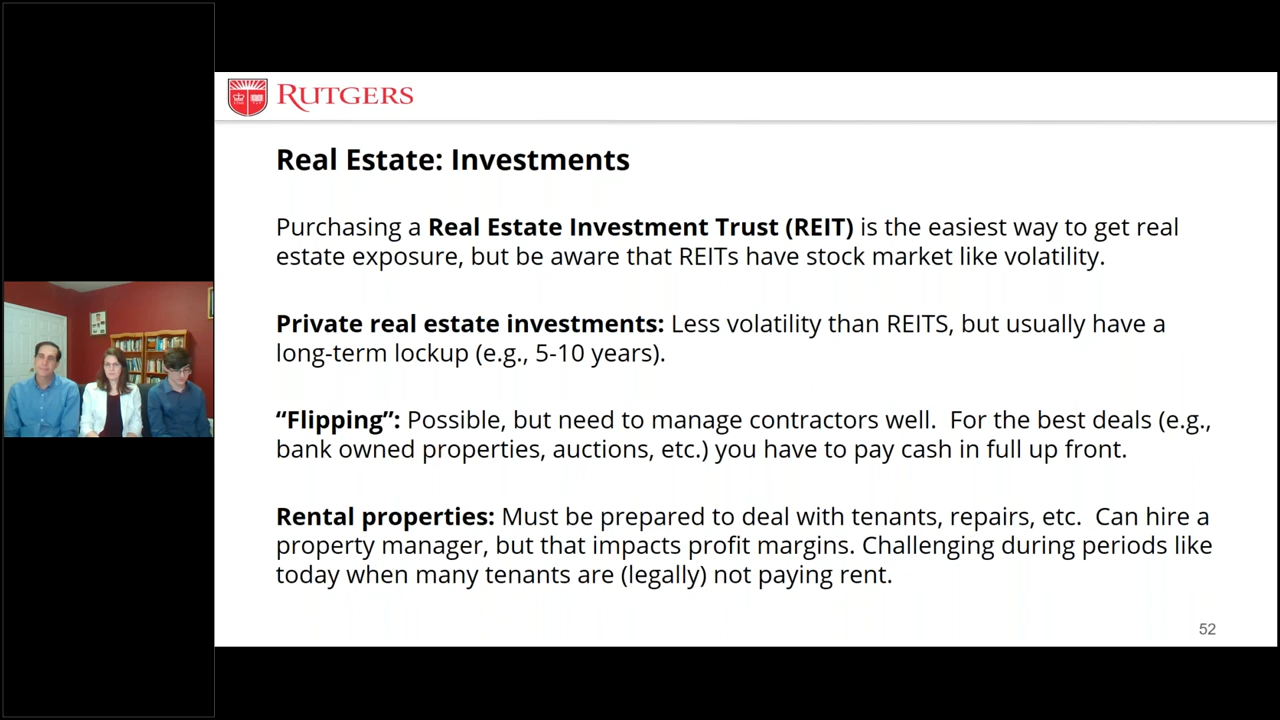 RUTGERS
Real Estate: Investments
Purchasing a Real Estate Investment Trust (REIT) is the easiest way to get real
estate exposure, but be aware that REITs have stock market like volatility.
Private real estate investments: Less volatility than REITS, but usually have a
long-term lockup (e.g., 5-10 years).
“Flipping”: Possible, but need to manage contractors well.  For the best deals (e.g.,
bank owned properties, auctions, etc.) you have to pay cash in full up front.
Rental properties: Must be prepared to deal with tenants, repairs, etc.  Can hire a
property manager, but that impacts profit margins. Challenging during periods like
today when many tenants are (legally) not paying rent.
52